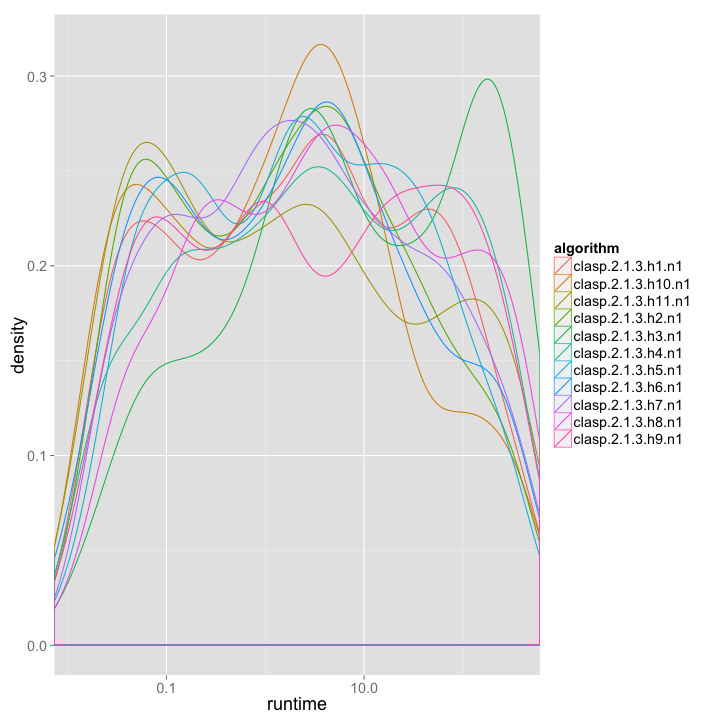 0.3
0.2
0.1
0.0
density
0.1
10.0
runtime
algorithm
clasp.2.1.3.h1.n1
clasp.2.1.3.h10.n1
clasp.2.1.3.h11.n1
clasp.2.1.3.h2.n1
clasp.2.1.3.h3.n1
clasp.2.1.3.h4.n1
clasp.2.1.3.h5.n1
clasp.2.1.3.h6.n1
clasp.2.1.3.h7.n1
clasp.2.1.3.h8.n1
clasp.2.1.3.h9.n1